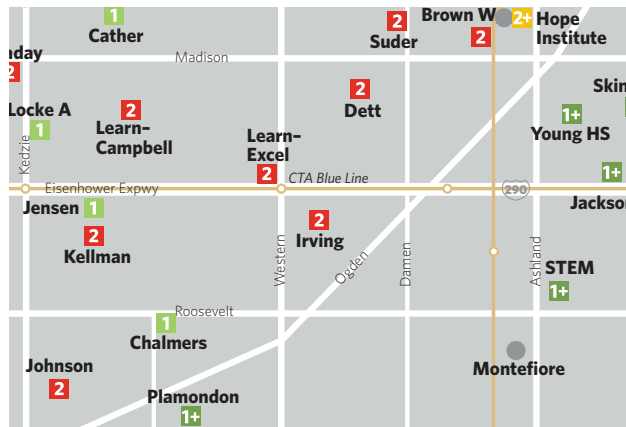 1
Cather
2
Suder
Brown W
2
2+
Hope
Institute
Madison
aday
2
2
Dett
Skin
Locke A
1
2
Learn–
Campbell
1+
Young HS
Learn–
Excel
2
Kedzie
CTA Blue Line
1+
Eisenhower Expwy
290
Jensen
1
Jackso
2
Irving
2
Kellman
Western
Ogden
Damen
Ashland
STEM
1+
Roosevelt
1
Chalmers
Johnson
2
Montefiore
Plamondon
1+